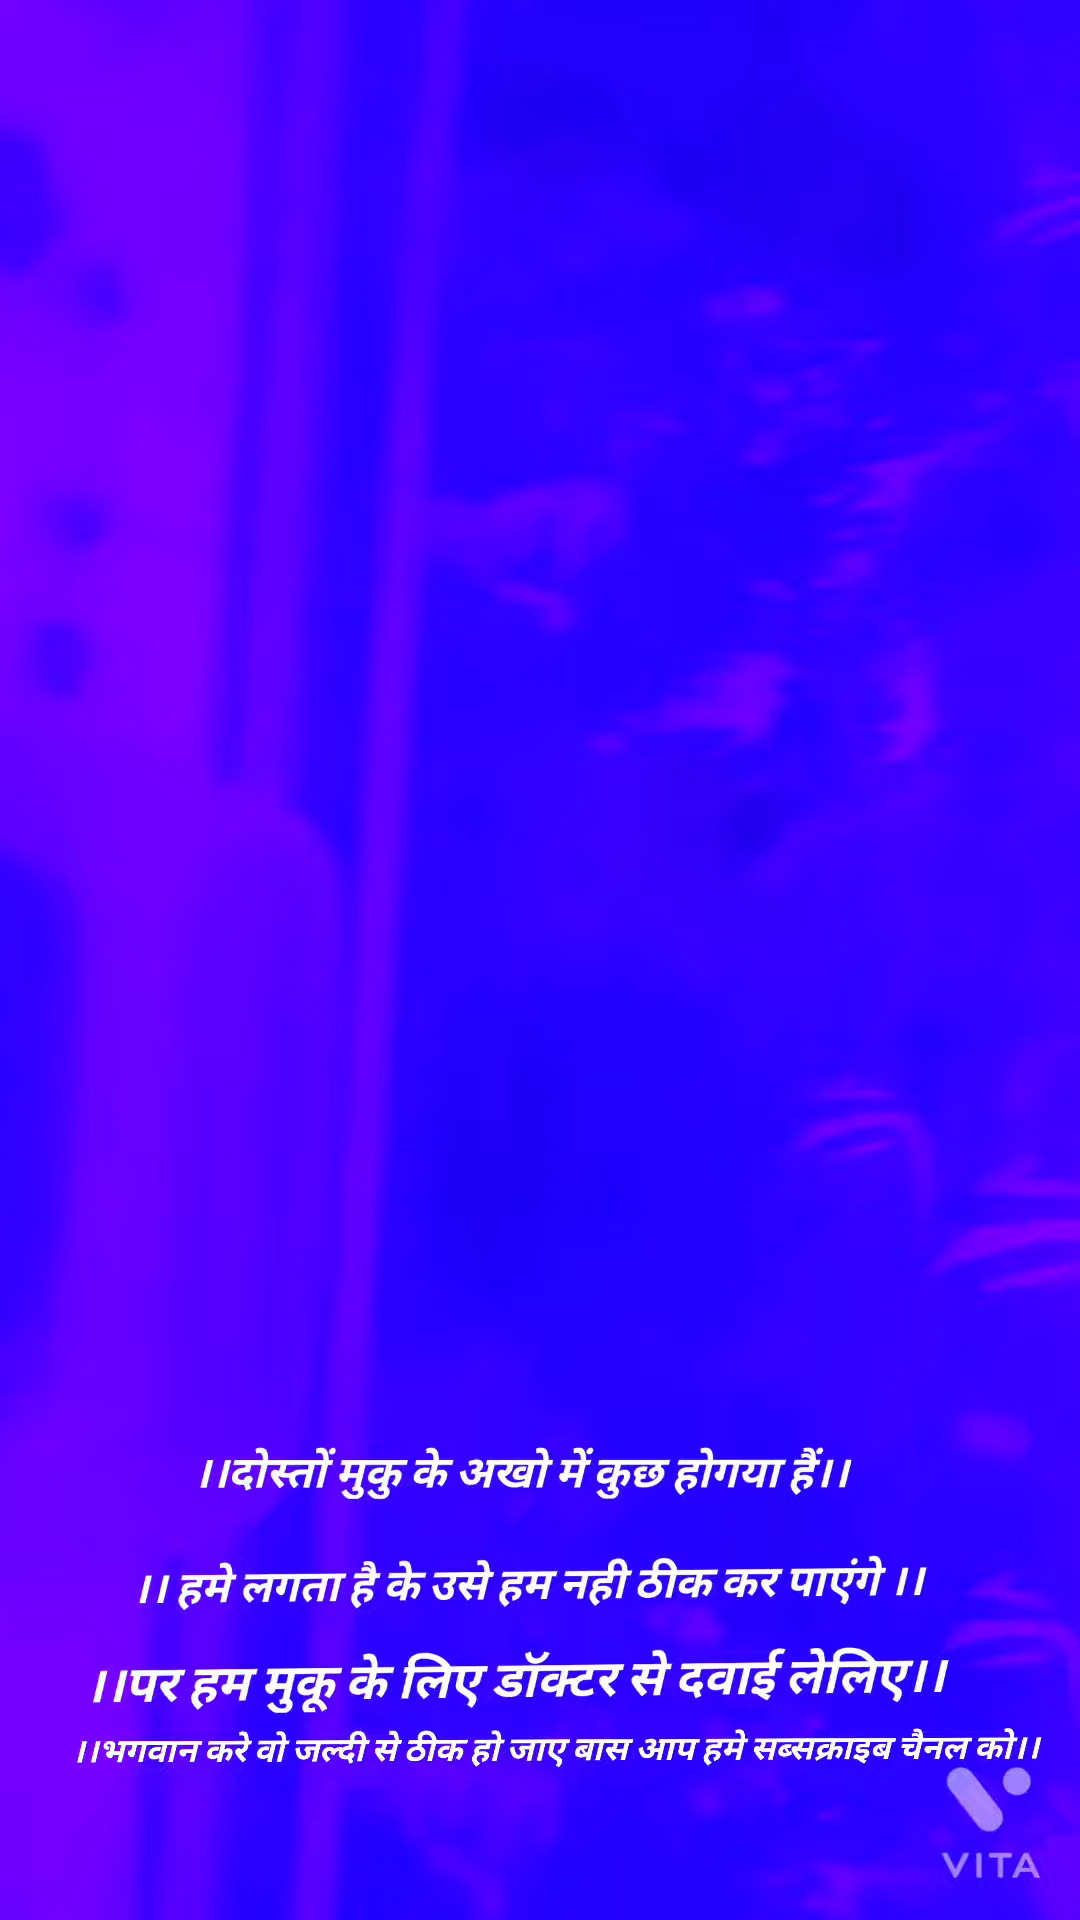 ।।दोस्तों मुकु के अखो में कुछ होगया हैं।।
।। हमे लगता है के उसे हम नही ठीक कर पाएंगे ।।
।।पर हम मुकू के लिए डॉक्टर से दवाई लेलिए।।
।।भगवान करे वो जल्दी से ठीक हो जाए बास आप हमे सब्सक्राइब चैनल को।।
VITA